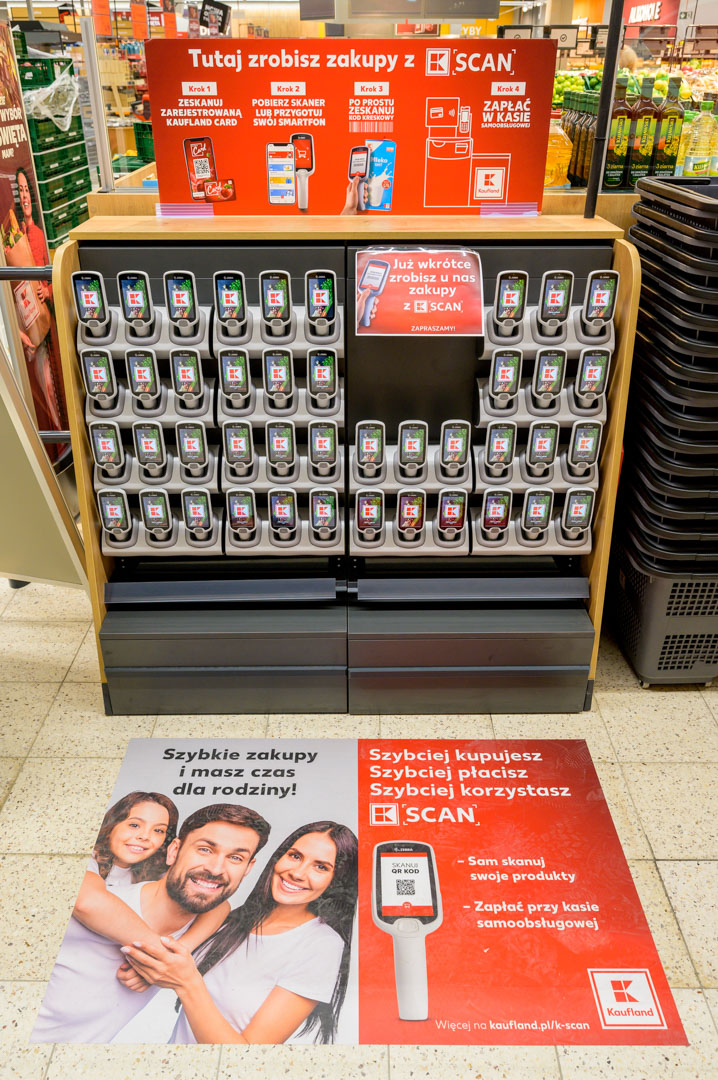 Tutaj zrobisz zakupy z K SCAN
Krok 1
ZESKANUJ
ZAREJESTROWANĄ
KAUFLAND CARD
Krok 2
POBIERZ SKANER
LUB PRZYGOTUJ
SWÓJ SMARTFON
Krok 3
PO PROSTU
ZESKANUJ
KOD KRESKOWY
Krok 4
ZAPŁAĆ
W KASIE
SAMOOBSŁUGOWEJ
Kaufland
Już wkrótce
zrobisz u nas
zakupy
z K SCAN
ZAPRASZAMY!
Szybkie zakupy
i masz czas
dla rodziny!
Szybciej kupujesz
Szybciej płacisz
Szybciej korzystasz
K SCAN
ZEBRA
SKANUJ
QR KOD
– Sam skanuj
swoje produkty
– Zapłać przy kasie
samoobsługowej
Kaufland
Więcej na kaufland.pl/k-scan